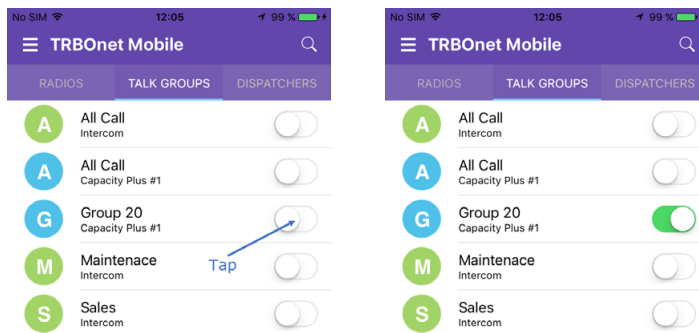 No SIM 12:05 99 %
TRBOnet Mobile
RADIOS TALK GROUPS DISPATCHERS
A All Call
Intercom
A All Call
Capacity Plus #1
G Group 20
Capacity Plus #1
Tap
M Maintenace
Intercom
S Sales
Intercom
No SIM 12:05 99 %
TRBOnet Mobile
RADIOS TALK GROUPS DISPATCHERS
A All Call
Intercom
A All Call
Capacity Plus #1
G Group 20
Capacity Plus #1
M Maintenace
Intercom
S Sales
Intercom